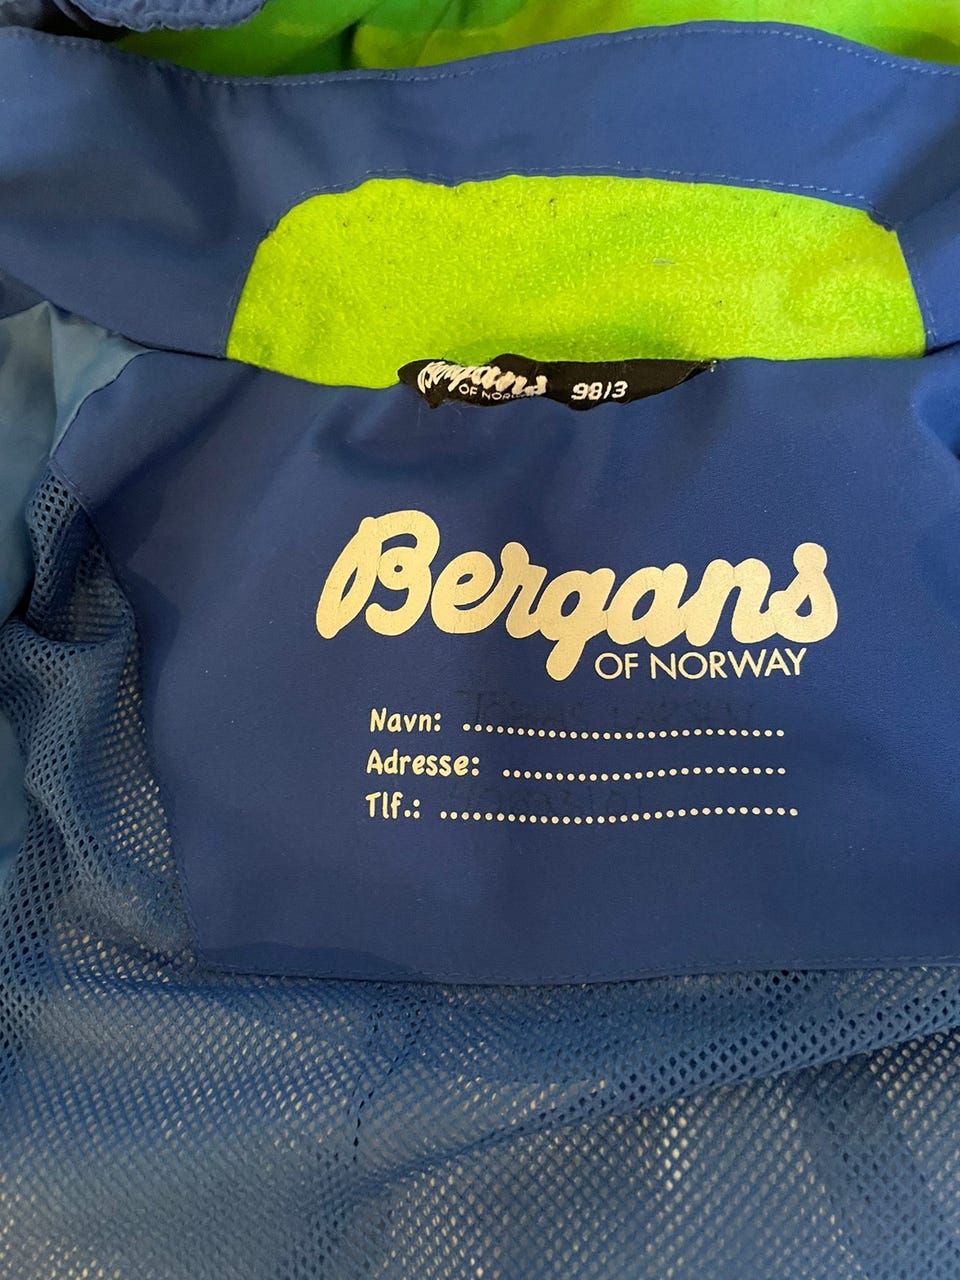 Bergans 98/3
OF NORWAY
Bergans
OF NORWAY
Navn: ................................
Adresse: ..........................
Tlf.: ....................................